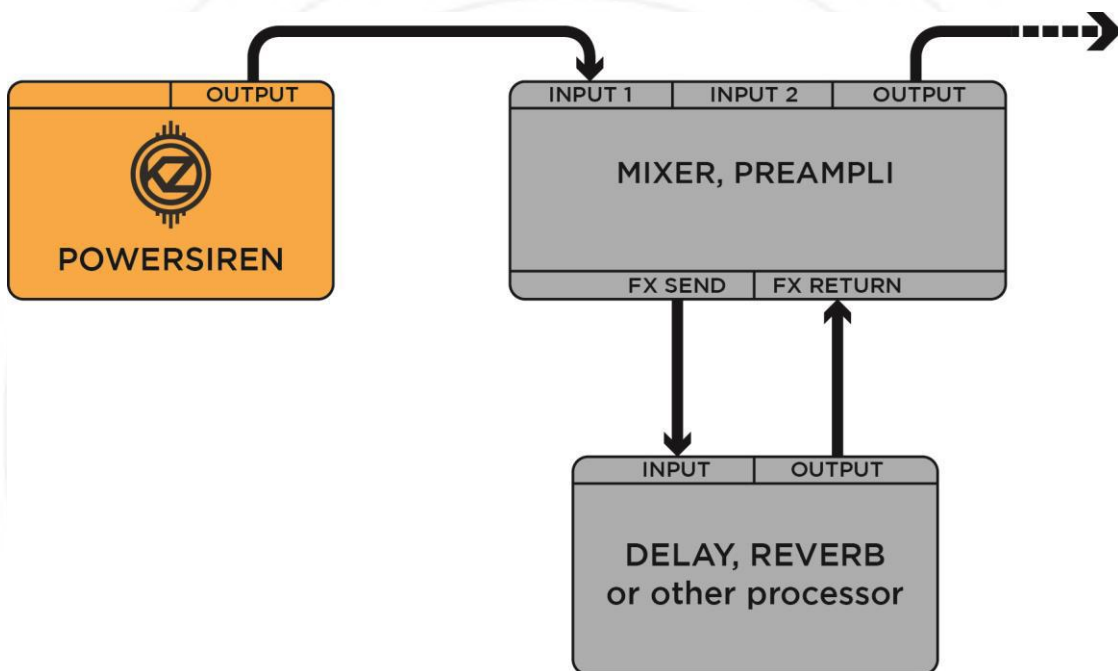 OUTPUT
KZ
POWERSIREN
INPUT 1 INPUT 2 OUTPUT
MIXER, PREAMPLI
FX SEND FX RETURN
INPUT OUTPUT
DELAY, REVERB
or other processor